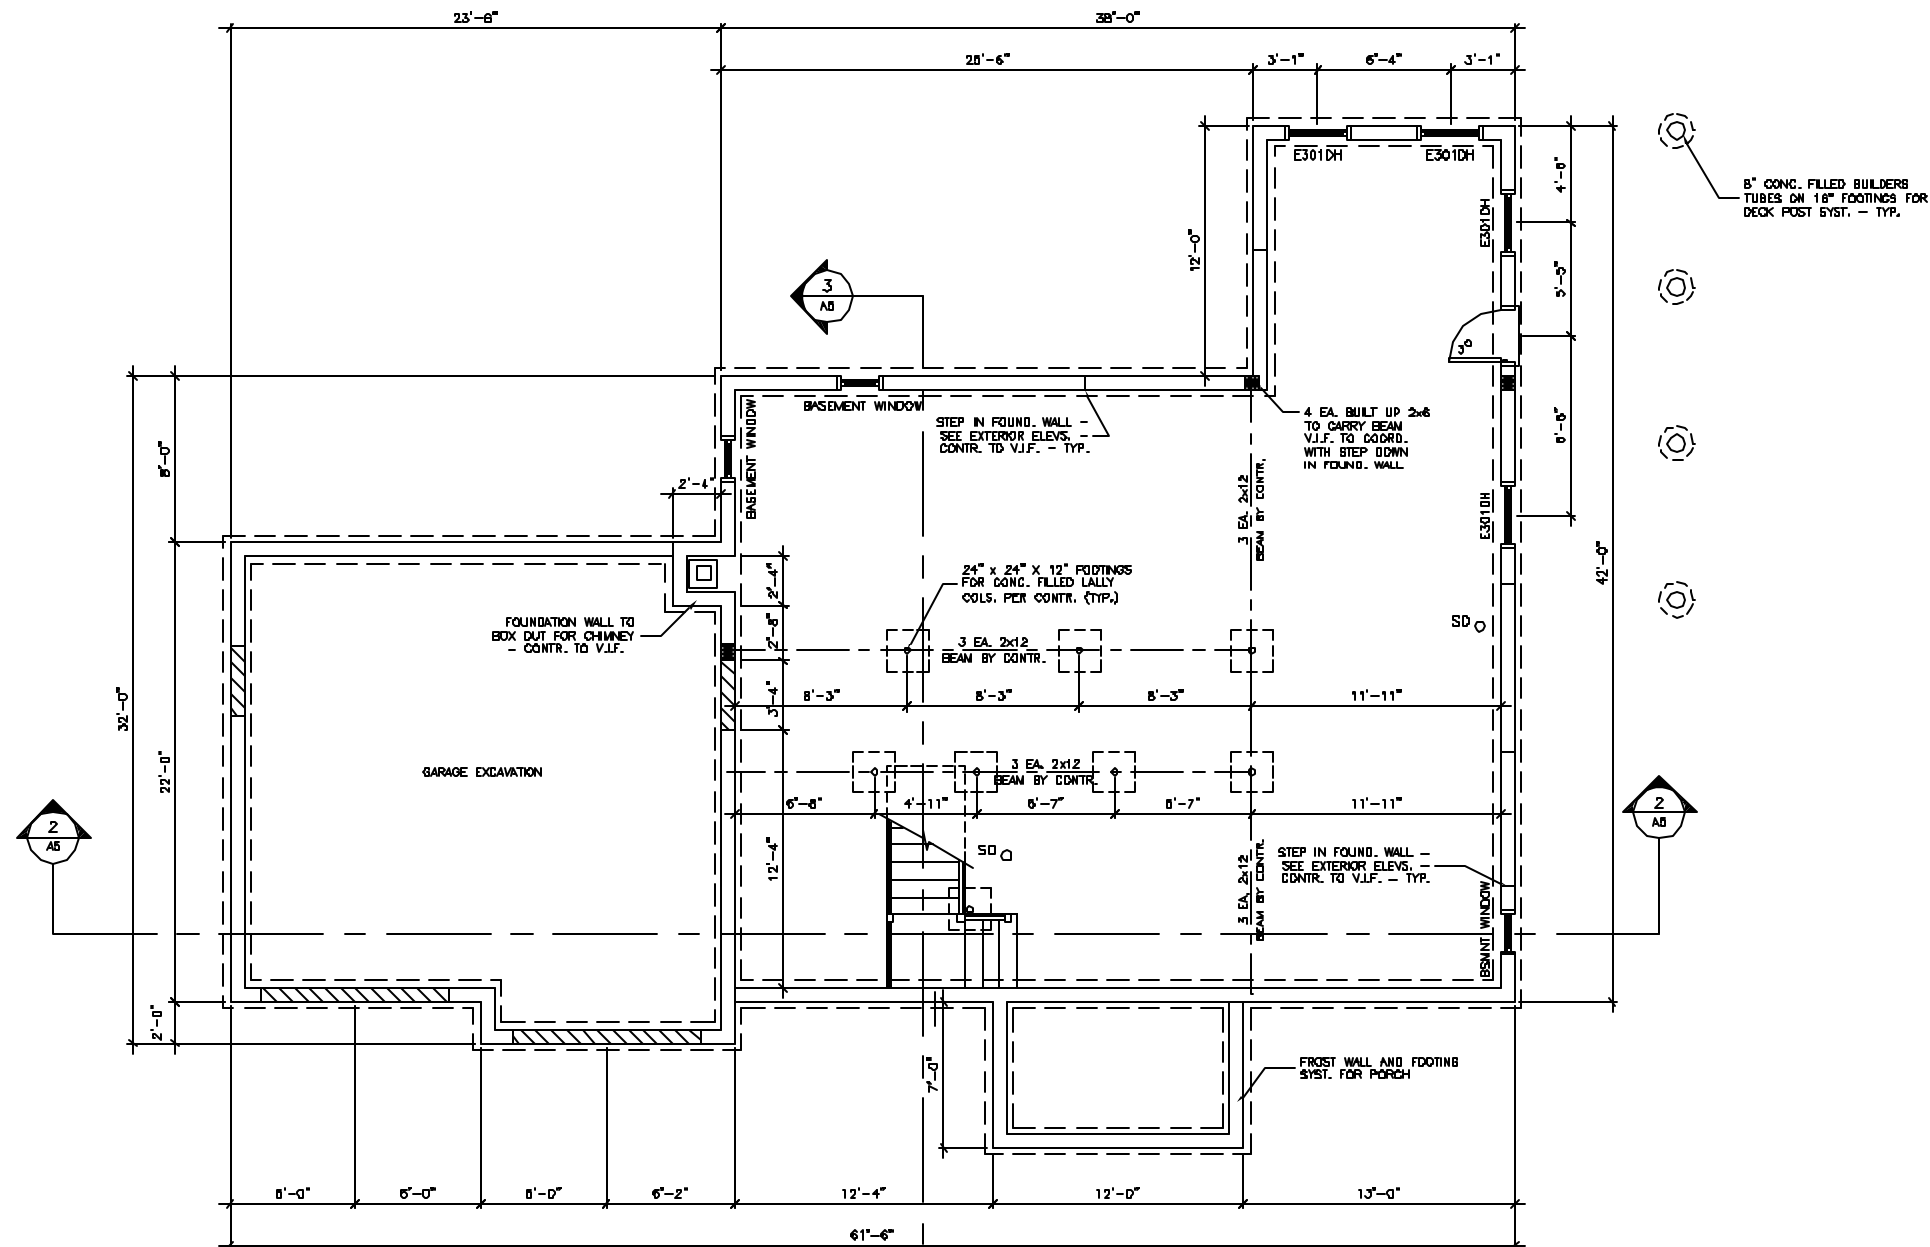 23'-6"
38'-0"
25'-6"
3'-1"
6'-4"
3'-1"
E301DH
E301DH
4'-6"
8" CONC. FILLED BUILDERS
TUBES ON 16" FOOTINGS FOR
DECK POST SYST. - TYP.
E301DH
12'-0"
5'-5"
3
A5
3°
BASEMENT WINDOW
BASEMENT WINDOW
STEP IN FOUND. WALL -
SEE EXTERIOR ELEVS. -
CONTR. TO V.I.F. - TYP.
4 EA. BUILT UP 2x6
TO CARRY BEAM
V.I.F. TO COORD.
WITH STEP DOWN
IN FOUND. WALL
8'-0"
8'-6"
2'-4"
3 EA. 2x12
BEAM BY CONTR.
E301DH
42'-0"
24" x 24" X 12" FOOTINGS
FOR CONC. FILLED LALLY
COLS. PER CONTR. (TYP.)
2'-4"
FOUNDATION WALL TO
BOX OUT FOR CHIMNEY
- CONTR. TO V.I.F.
2'-8"
SD
3 EA. 2x12
BEAM BY CONTR.
32'-0"
3'-4"
8'-3"
8'-3"
8'-3"
11'-11"
22'-0"
GARAGE EXCAVATION
3 EA. 2x12
BEAM BY CONTR.
6'-8"
4'-11"
6'-7"
6'-7"
11'-11"
2
A5
2
A5
12'-4"
SD
3 EA. 2x12
BEAM BY CONTR.
STEP IN FOUND. WALL -
SEE EXTERIOR ELEVS. -
CONTR. TO V.I.F. - TYP.
BSMNT WINDOW
2'-0"
7'-0"
FROST WALL AND FOOTING
SYST. FOR PORCH
6'-0"
6'-0"
6'-0"
6'-2"
12'-4"
12'-0"
13'-0"
61'-6"